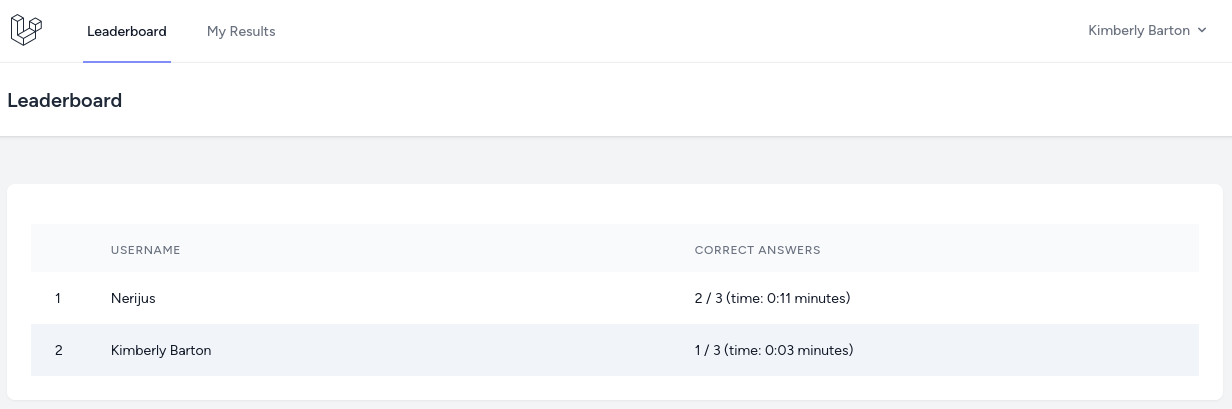 Leaderboard My Results Kimberly Barton
Leaderboard
USERNAME CORRECT ANSWERS
1 Nerijus 2 / 3 (time: 0:11 minutes)
2 Kimberly Barton 1 / 3 (time: 0:03 minutes)